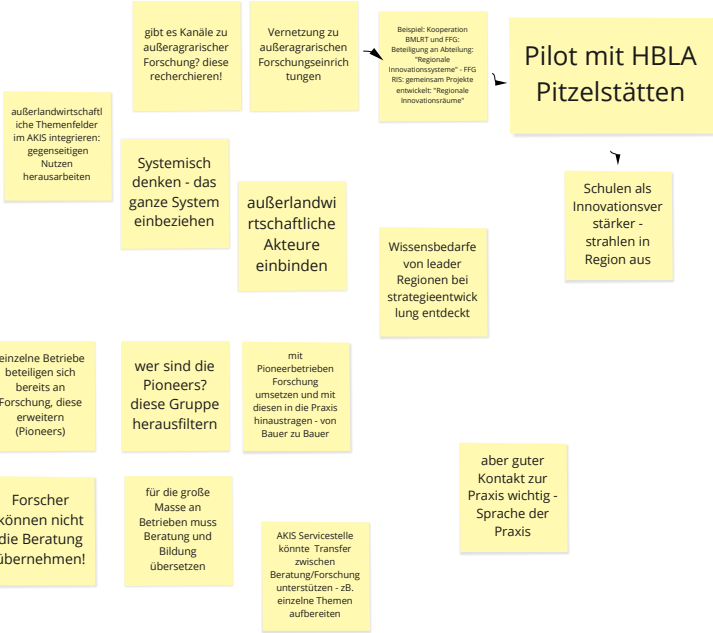 gibt es Kanäle zu
außeragrarischer
Forschung? diese
recherchieren!
Vernetzung zu
außeragrarischen
Forschungseinrich
tungen
Beispiel: Kooperation
BMLRT und FFG:
Beteiligung an Abteilung:
"Regionale
Innovationssysteme" - FFG
RIS: gemeinsam Projekte
entwickelt: "Regionale
Innovationsräume"
Pilot mit HBLA
Pitzelstätten
außerlandwirtschaftl
iche Themenfelder
im AKIS integrieren:
gegenseitigen
Nutzen
herausarbeiten
Systemisch
denken - das
ganze System
einbeziehen
außerlandwi
rtschaftliche
Akteure
einbinden
Schulen als
Innovationsver
stärker -
strahlen in
Region aus
Wissensbedarfe
von leader
Regionen bei
strategieentwick
lung entdeckt
einzelne Betriebe
beteiligen sich
bereits an
Forschung, diese
erweitern
(Pioneers)
wer sind die
Pioneers?
diese Gruppe
herausfiltern
mit
Pioneerbetrieben
Forschung
umsetzen und mit
diesen in die Praxis
hinaustragen - von
Bauer zu Bauer
aber guter
Kontakt zur
Praxis wichtig -
Sprache der
Praxis
Forscher
können nicht
die Beratung
übernehmen!
für die große
Masse an
Betrieben muss
Beratung und
Bildung
übersetzen
AKIS Servicestelle
könnte Transfer
zwischen
Beratung/Forschung
unterstützen - zB.
einzelne Themen
aufbereiten